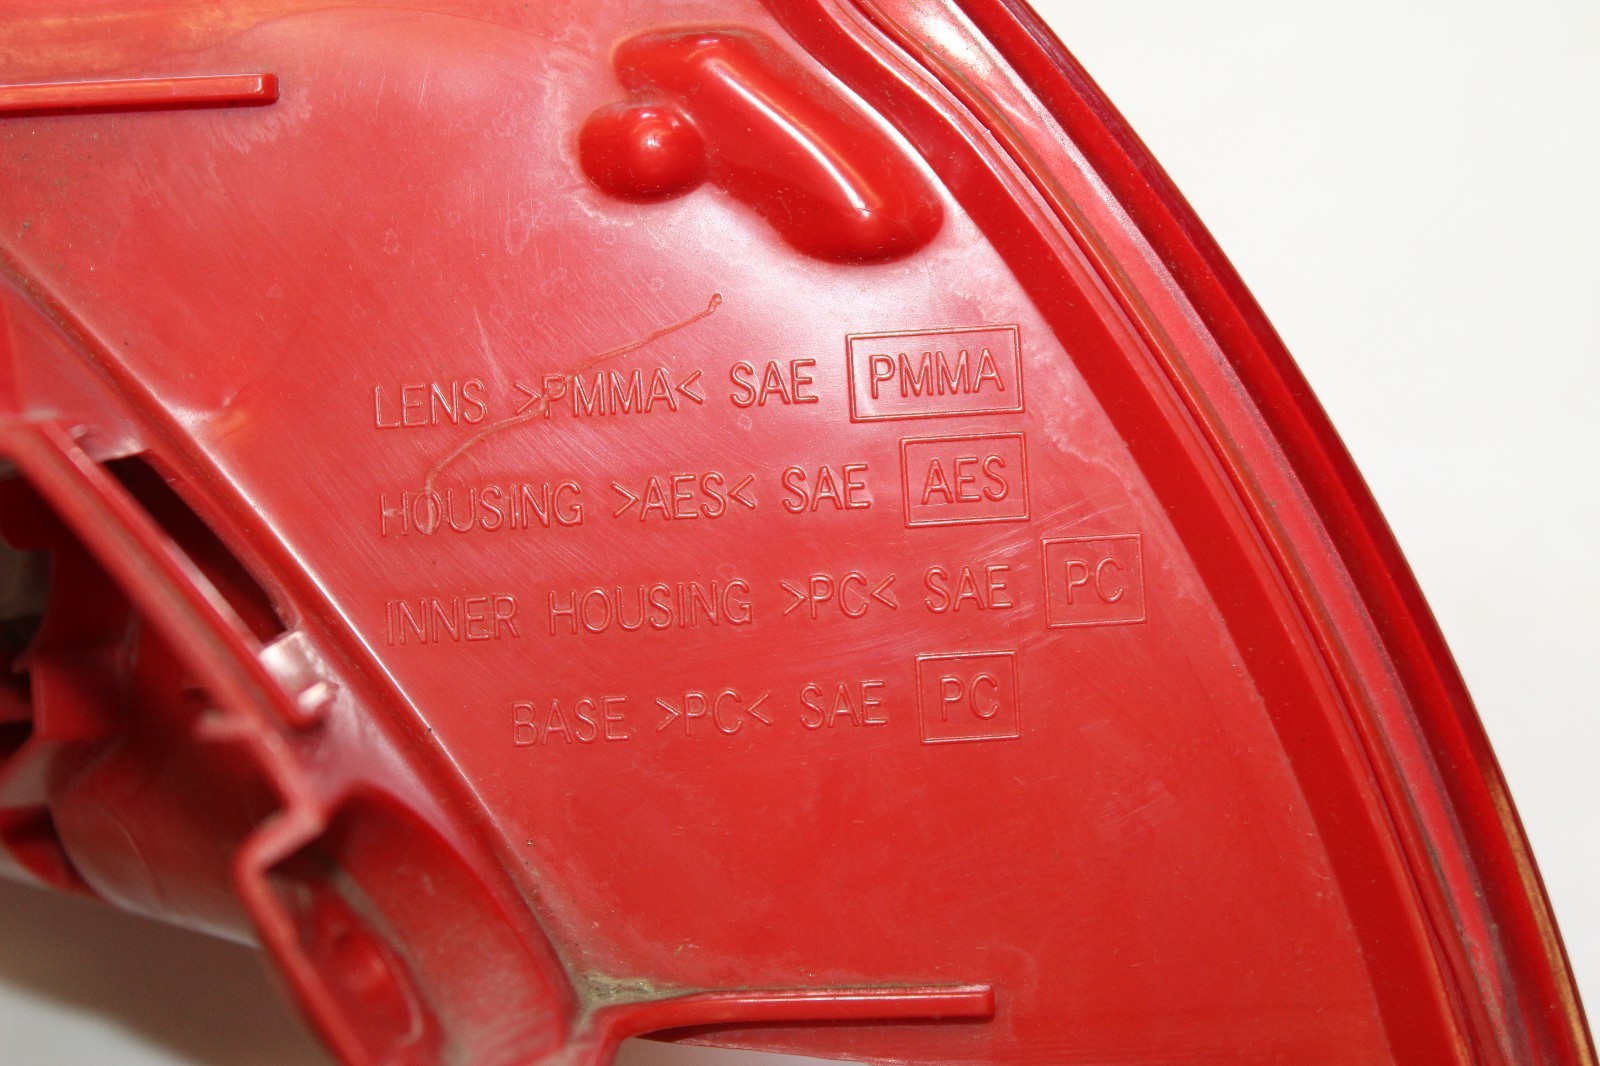 LENS >PMMA< SAE PMMA
HOUSING >AES< SAE AES
INNER HOUSING >PC< SAE PC
BASE >PC< SAE PC